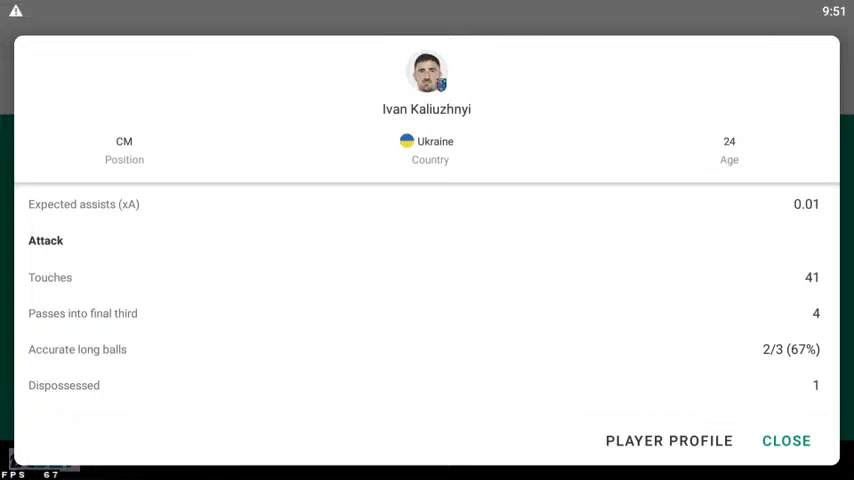 9:51
Ivan Kaliuzhnyi
CM Ukraine 24
Position Country Age
Expected assists (xA) 0.01
Attack
Touches 41
Passes into final third 4
Accurate long balls 2/3 (67%)
Dispossessed 1
PLAYER PROFILE CLOSE
FPS 67